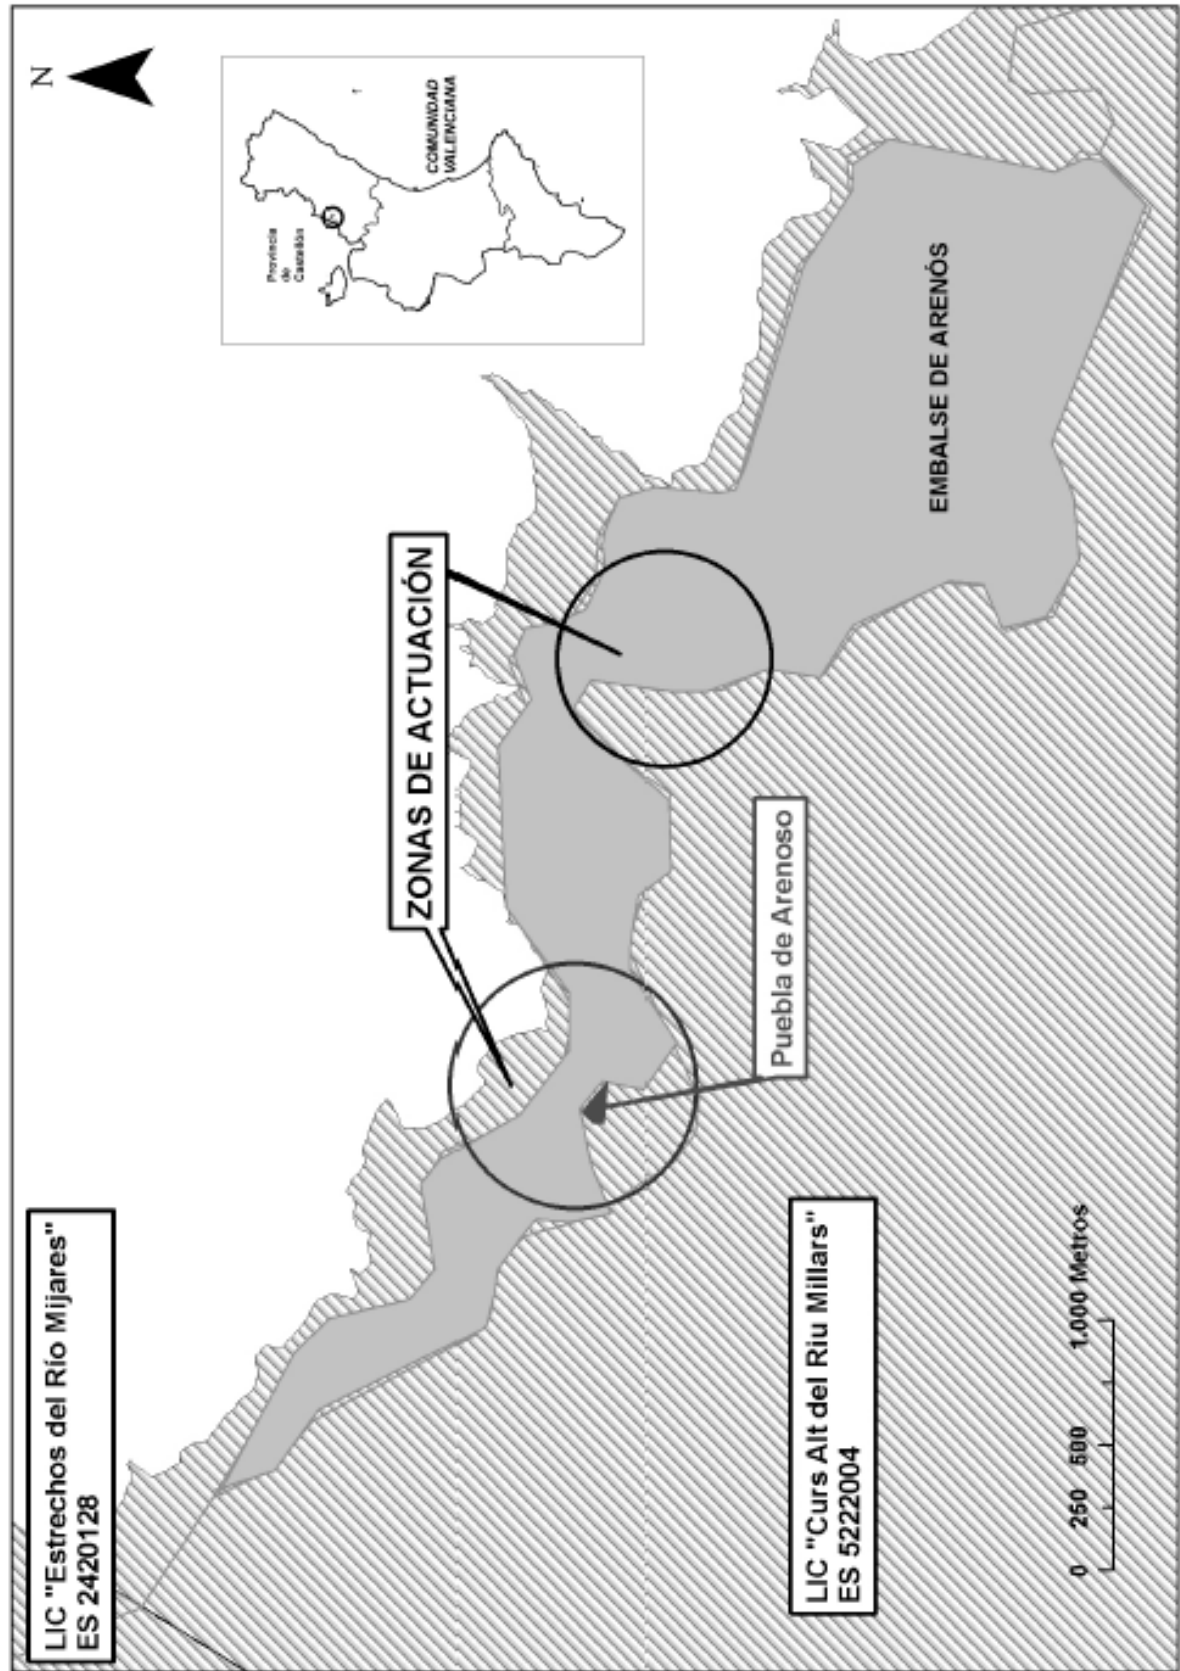 LIC "Estrechos del Río Mijares"
ES 2420128
N
Provincia
de
Castellón
COMUNIDAD
VALENCIANA
ZONAS DE ACTUACIÓN
Puebla de Arenoso
EMBALSE DE ARENÓS
LIC "Curs Alt del Riu Millars"
ES 5222004
0 250 500 1.000 Metros